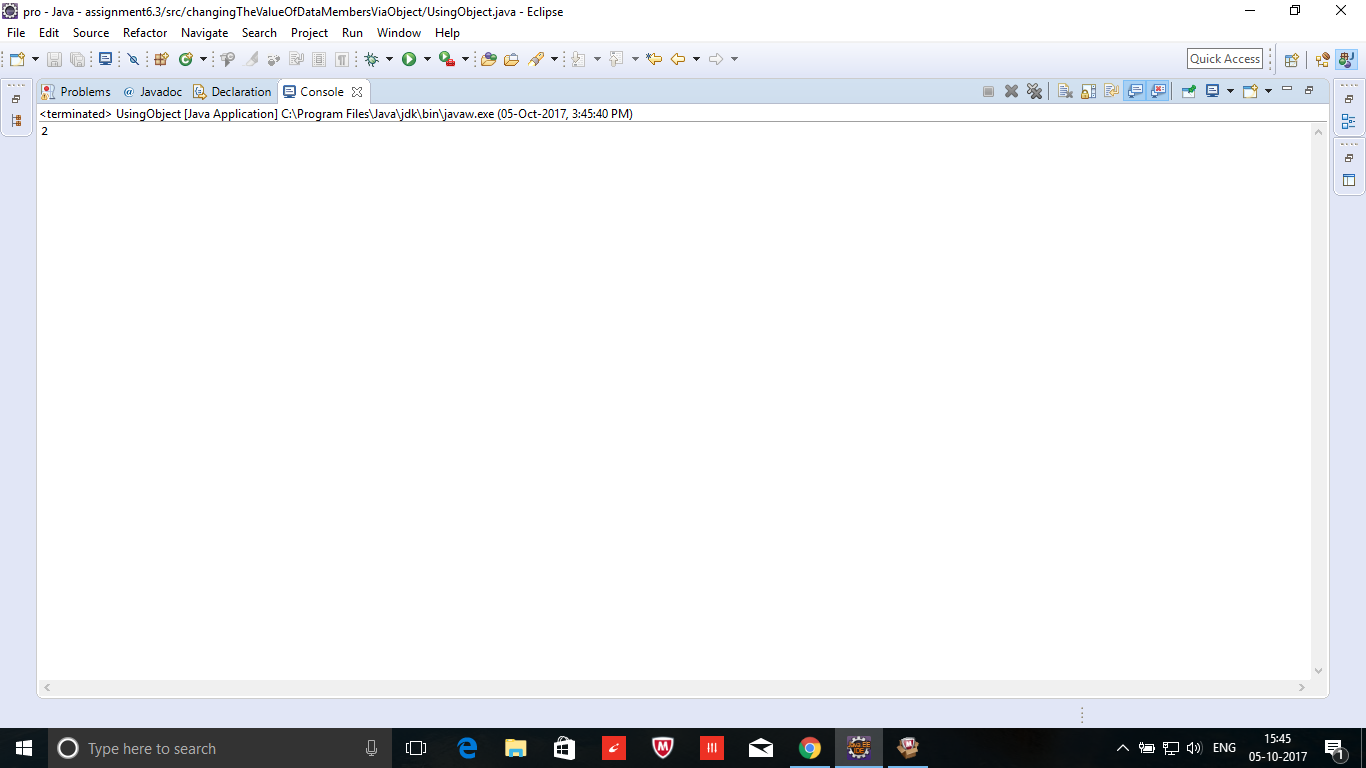 pro - Java - assignment6.3/src/changingTheValueOfDataMembersViaObject/UsingObject.java - Eclipse
File Edit Source Refactor Navigate Search Project Run Window Help
Quick Access
Problems @ Javadoc Declaration Console
<terminated> UsingObject [Java Application] C:\Program Files\Java\jdk\bin\javaw.exe (05-Oct-2017, 3:45:40 PM)
2
Type here to search
ENG
15:45
05-10-2017
1